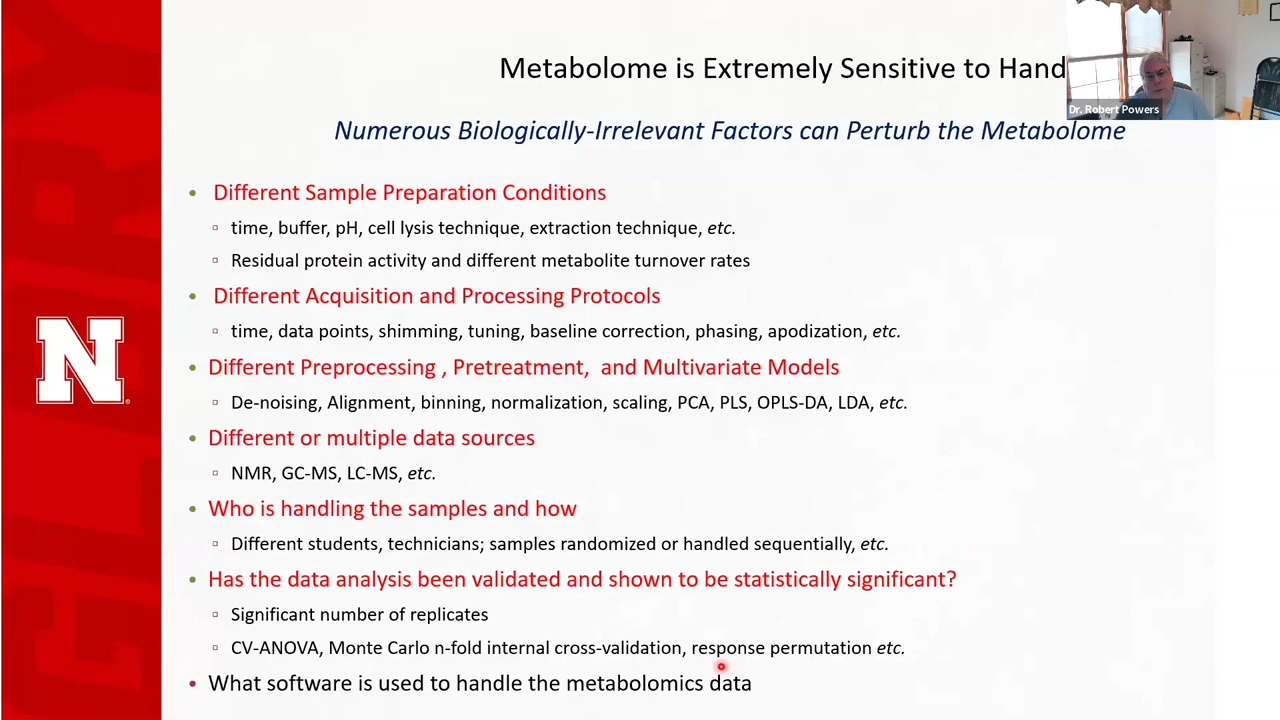 Metabolome is Extremely Sensitive to Hand
Dr. Robert Powers
Numerous Biologically-Irrelevant Factors can Perturb the Metabolome
• Different Sample Preparation Conditions
▫ time, buffer, pH, cell lysis technique, extraction technique, etc.
▫ Residual protein activity and different metabolite turnover rates
• Different Acquisition and Processing Protocols
▫ time, data points, shimming, tuning, baseline correction, phasing, apodization, etc.
• Different Preprocessing , Pretreatment, and Multivariate Models
▫ De-noising, Alignment, binning, normalization, scaling, PCA, PLS, OPLS-DA, LDA, etc.
• Different or multiple data sources
▫ NMR, GC-MS, LC-MS, etc.
• Who is handling the samples and how
▫ Different students, technicians; samples randomized or handled sequentially, etc.
• Has the data analysis been validated and shown to be statistically significant?
▫ Significant number of replicates
▫ CV-ANOVA, Monte Carlo n-fold internal cross-validation, response permutation etc.
• What software is used to handle the metabolomics data
N